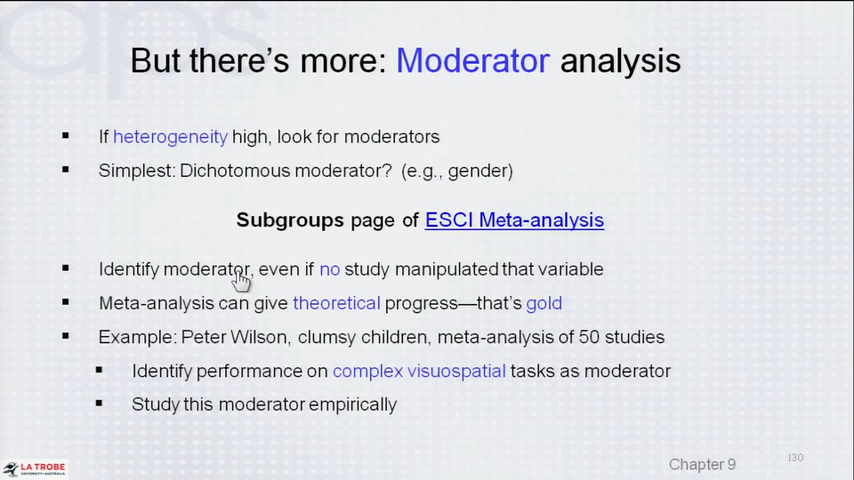 But there's more: Moderator analysis
If heterogeneity high, look for moderators
Simplest: Dichotomous moderator? (e.g., gender)
Subgroups page of ESCI Meta-analysis
Identify moderator, even if no study manipulated that variable
Meta-analysis can give theoretical progress—that's gold
Example: Peter Wilson, clumsy children, meta-analysis of 50 studies
Identify performance on complex visuospatial tasks as moderator
Study this moderator empirically
LA TROBE
UNIVERSITY•AUSTRALIA
Chapter 9
130
aps